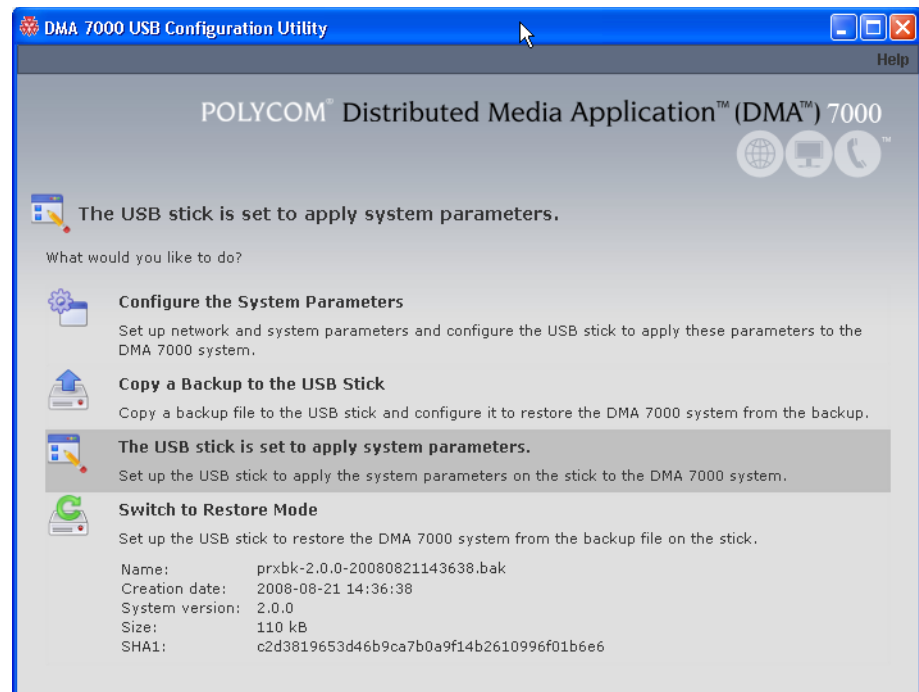 DMA 7000 USB Configuration Utility
Help
POLYCOM® Distributed Media Application™ (DMA™) 7000
™
The USB stick is set to apply system parameters.
What would you like to do?
Configure the System Parameters
Set up network and system parameters and configure the USB stick to apply these parameters to the
DMA 7000 system.
Copy a Backup to the USB Stick
Copy a backup file to the USB stick and configure it to restore the DMA 7000 system from the backup.
The USB stick is set to apply system parameters.
Set up the USB stick to apply the system parameters on the stick to the DMA 7000 system.
Switch to Restore Mode
Set up the USB stick to restore the DMA 7000 system from the backup file on the stick.
Name: prxbk-2.0.0-20080821143638.bak
Creation date: 2008-08-21 14:36:38
System version: 2.0.0
Size: 110 kB
SHA1: c2d3819653d46b9ca7b0a9f14b2610996f01b6e6